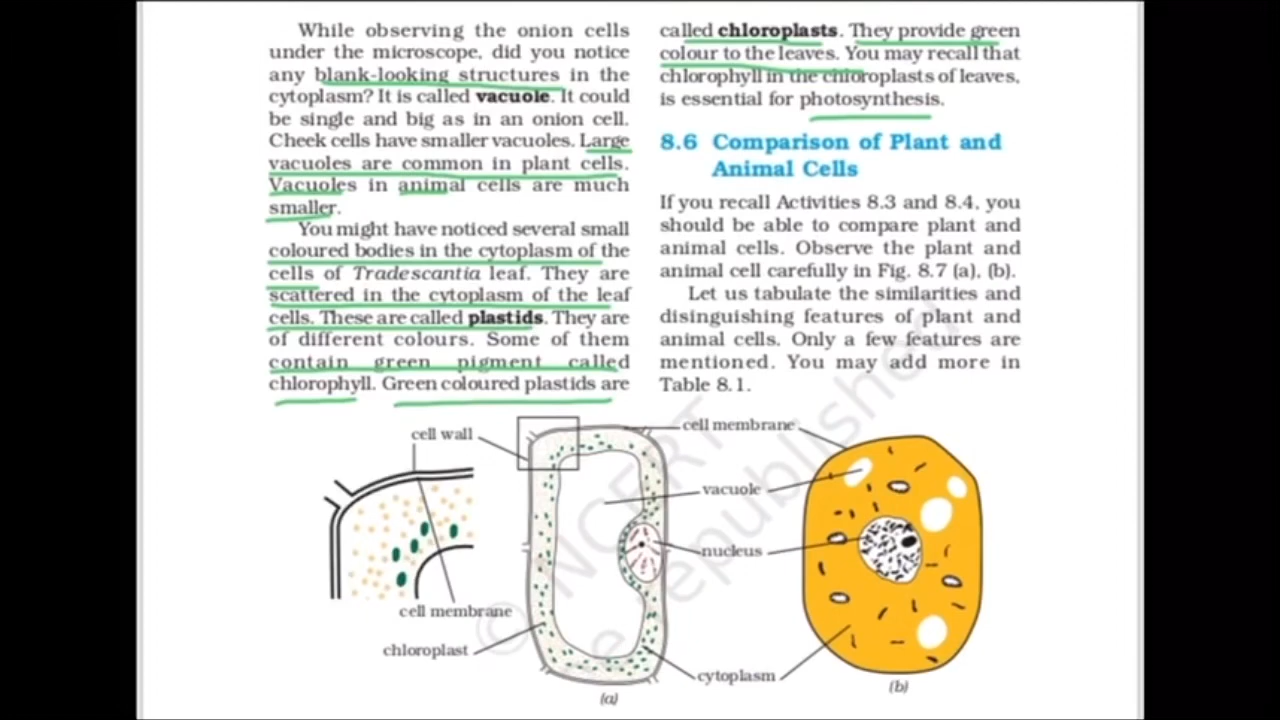 While observing the onion cells
under the microscope, did you notice
any blank-looking structures in the
cytoplasm? It is called vacuole. It could
be single and big as in an onion cell.
Cheek cells have smaller vacuoles. Large
vacuoles are common in plant cells.
Vacuoles in animal cells are much
smaller.
You might have noticed several small
coloured bodies in the cytoplasm of the
cells of Tradescantia leaf. They are
scattered in the cytoplasm of the leaf
cells. These are called plastids. They are
of different colours. Some of them
contain green pigment called
chlorophyll. Green coloured plastids are
called chloroplasts. They provide green
colour to the leaves. You may recall that
chlorophyll in the chloroplasts of leaves,
is essential for photosynthesis.
8.6 Comparison of Plant and
Animal Cells
If you recall Activities 8.3 and 8.4, you
should be able to compare plant and
animal cells. Observe the plant and
animal cell carefully in Fig. 8.7 (a), (b).
Let us tabulate the similarities and
disinguishing features of plant and
animal cells. Only a few features are
mentioned. You may add more in
Table 8.1.
cell wall
cell membrane
vacuole
nucleus
cell membrane
chloroplast
cytoplasm
(a)
(b)
© NCERT
be republished